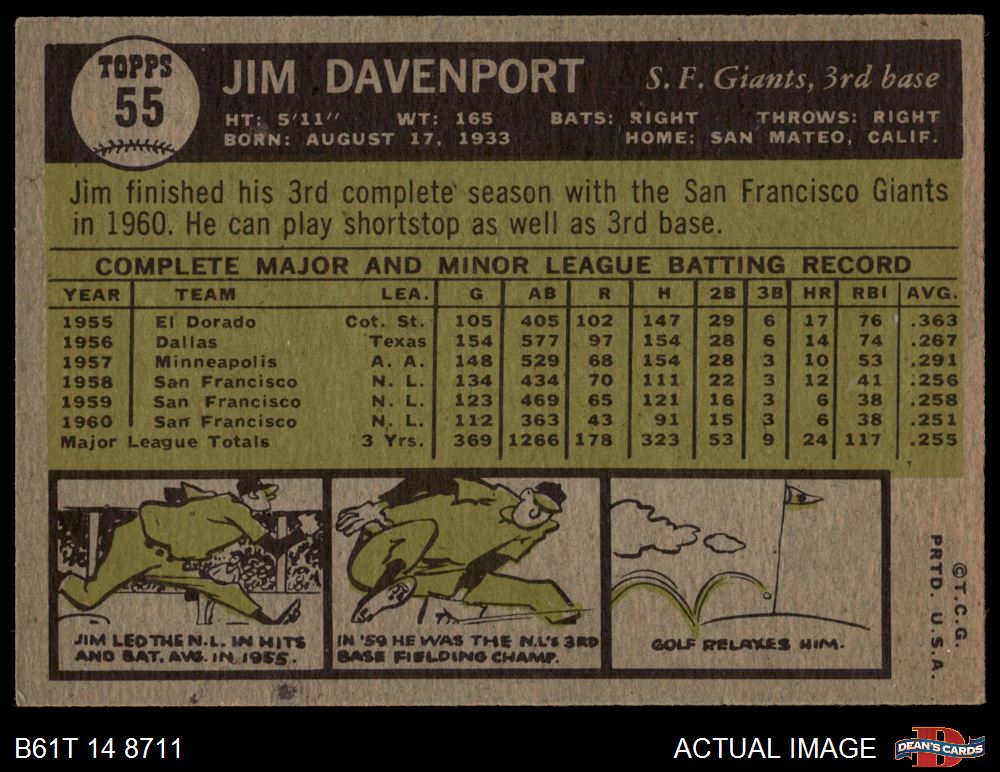 TOPPS
55
JIM DAVENPORT
S. F. Giants, 3rd base
HT: 5'11" WT: 165 BATS: RIGHT THROWS: RIGHT
BORN: AUGUST 17, 1933 HOME: SAN MATEO, CALIF.
Jim finished his 3rd complete season with the San Francisco Giants
in 1960. He can play shortstop as well as 3rd base.
COMPLETE MAJOR AND MINOR LEAGUE BATTING RECORD
YEAR TEAM LEA. G AB R H 2B 3B HR RBI AVG.
1955 El Dorado Cot. St. 105 405 102 147 29 6 17 76 .363
1956 Dallas Texas 154 577 97 154 28 6 14 74 .267
1957 Minneapolis A. A. 148 529 68 154 28 3 10 53 .291
1958 San Francisco N. L. 134 434 70 111 22 3 12 41 .256
1959 San Francisco N. L. 123 469 65 121 16 3 6 38 .258
1960 San Francisco N. L. 112 363 43 91 15 3 6 38 .251
Major League Totals 3 Yrs. 369 1266 178 323 53 9 24 117 .255
JIM LED THE N.L. IN HITS
AND BAT. AVG. IN 1955.
IN '59 HE WAS THE N.L'S 3RD
BASE FIELDING CHAMP.
GOLF RELAXES HIM.
©T.C.G.
PRTD. U.S.A.
B61T 14 8711
ACTUAL IMAGE
D
DEAN'S CARDS